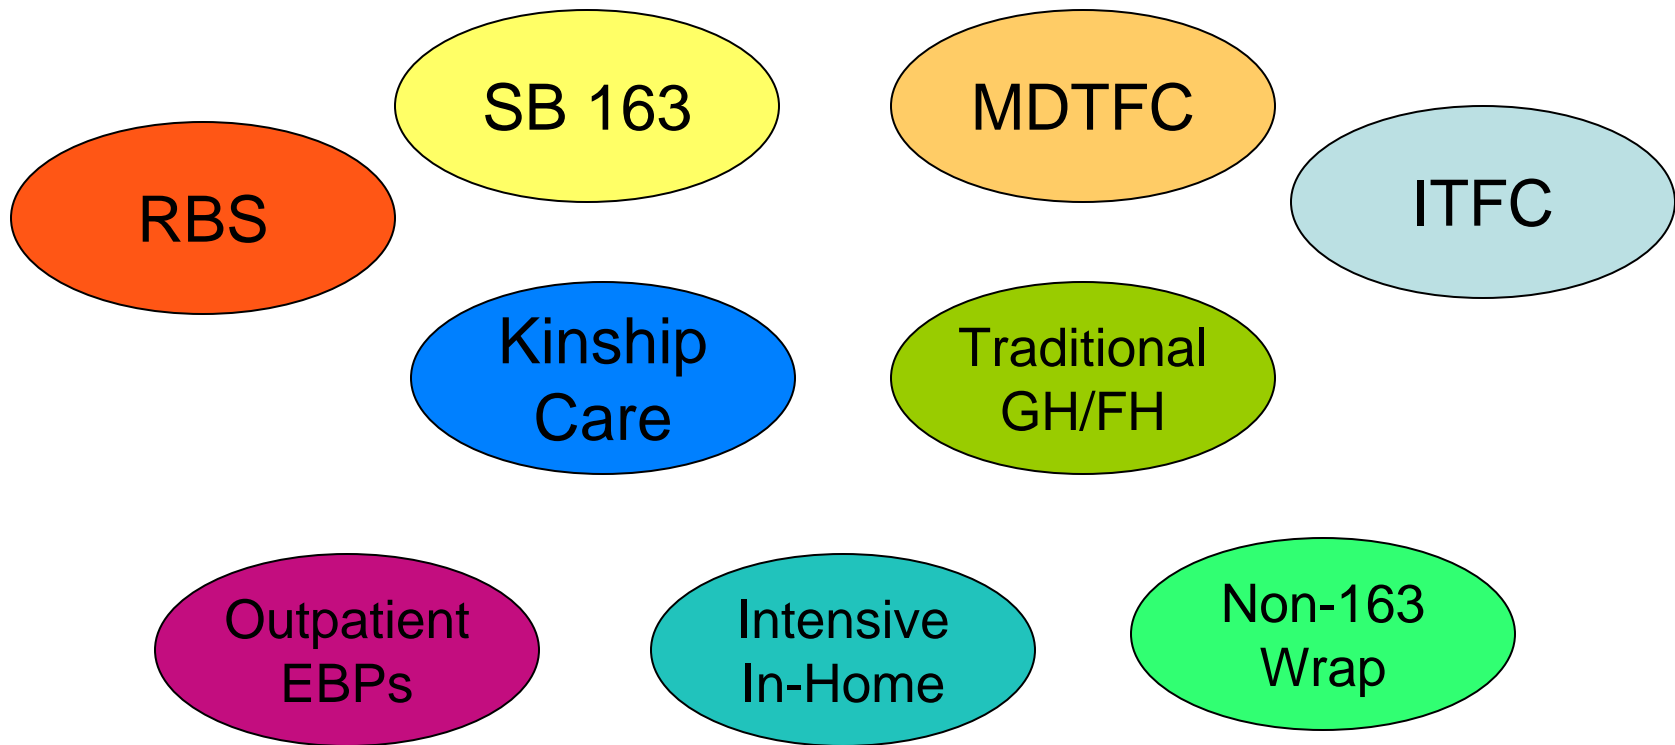 SB 163
MDTFC
RBS
ITFC
Kinship
Care
Traditional
GH/FH
Outpatient
EBPs
Intensive
In-Home
Non-163
Wrap